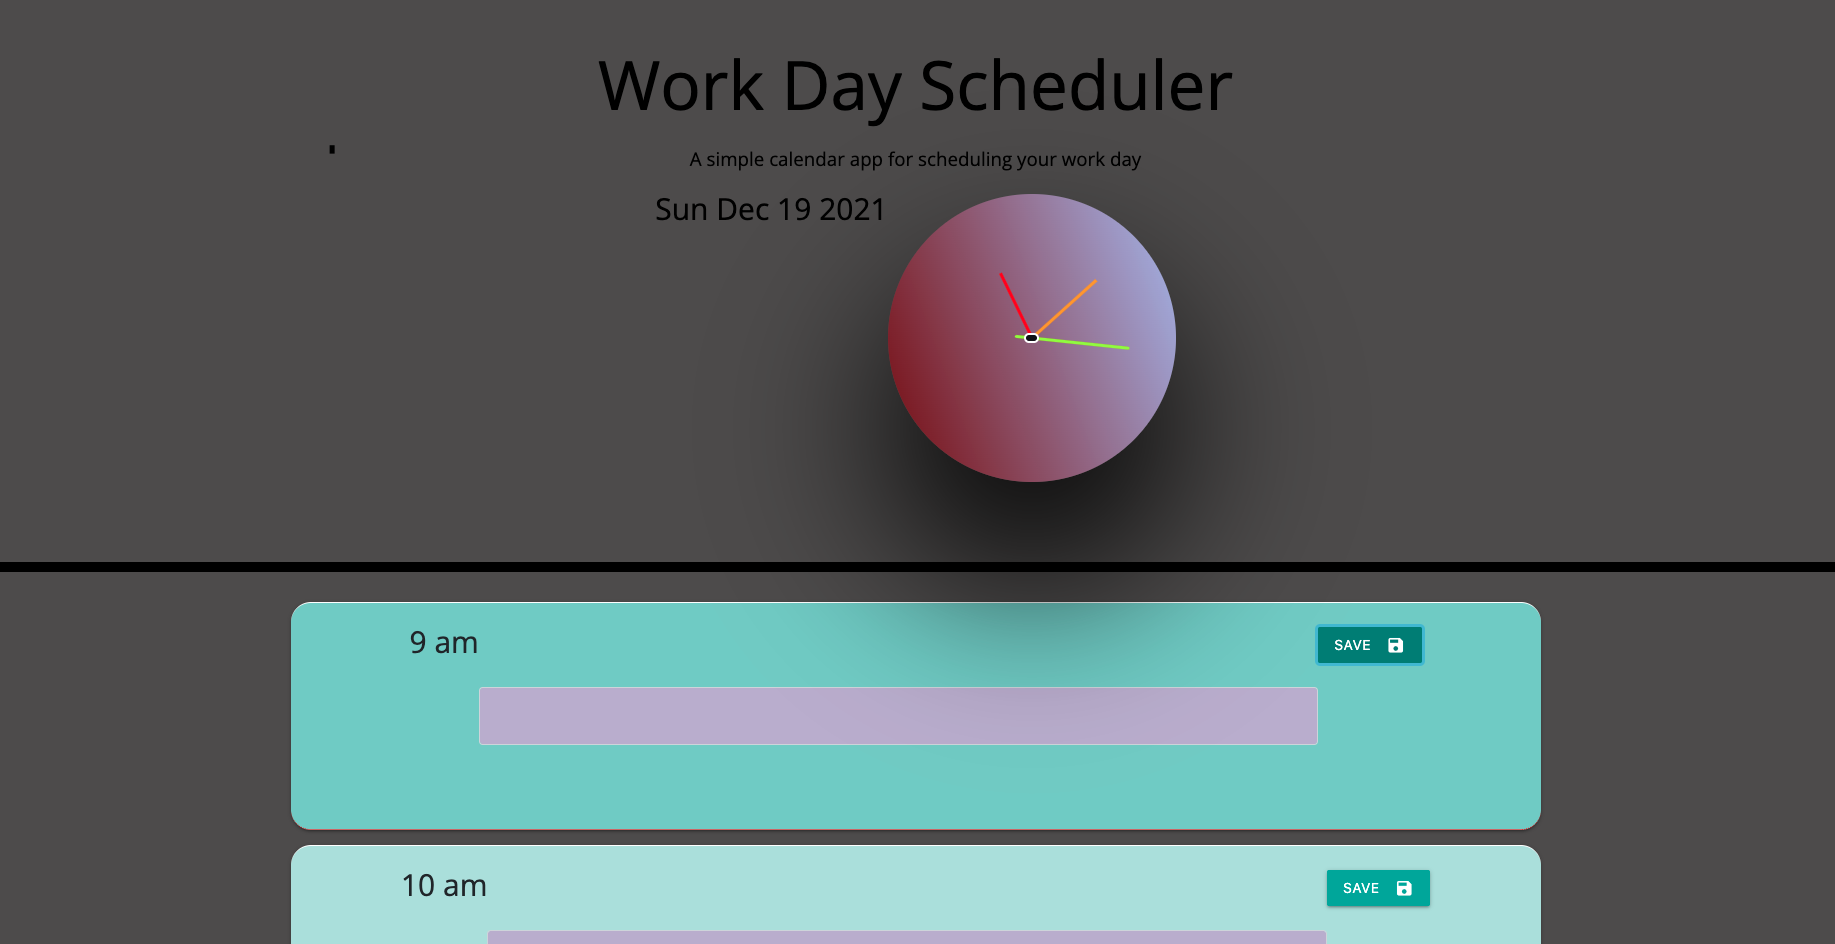 Work Day Scheduler
A simple calendar app for scheduling your work day
Sun Dec 19 2021
9 am
SAVE
10 am
SAVE